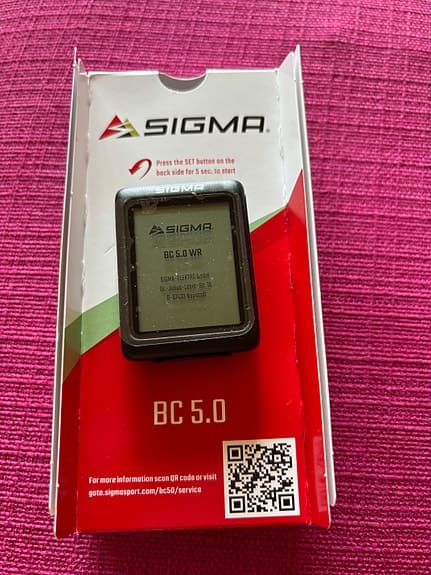 SIGMA®
Press the SET button on the
back side for 5 sec. to start
SIGMA
SIGMA
BC 5.0 WR
BC 5.0
For more information scan QR code or visit
goto.sigmasport.com/bc50/service